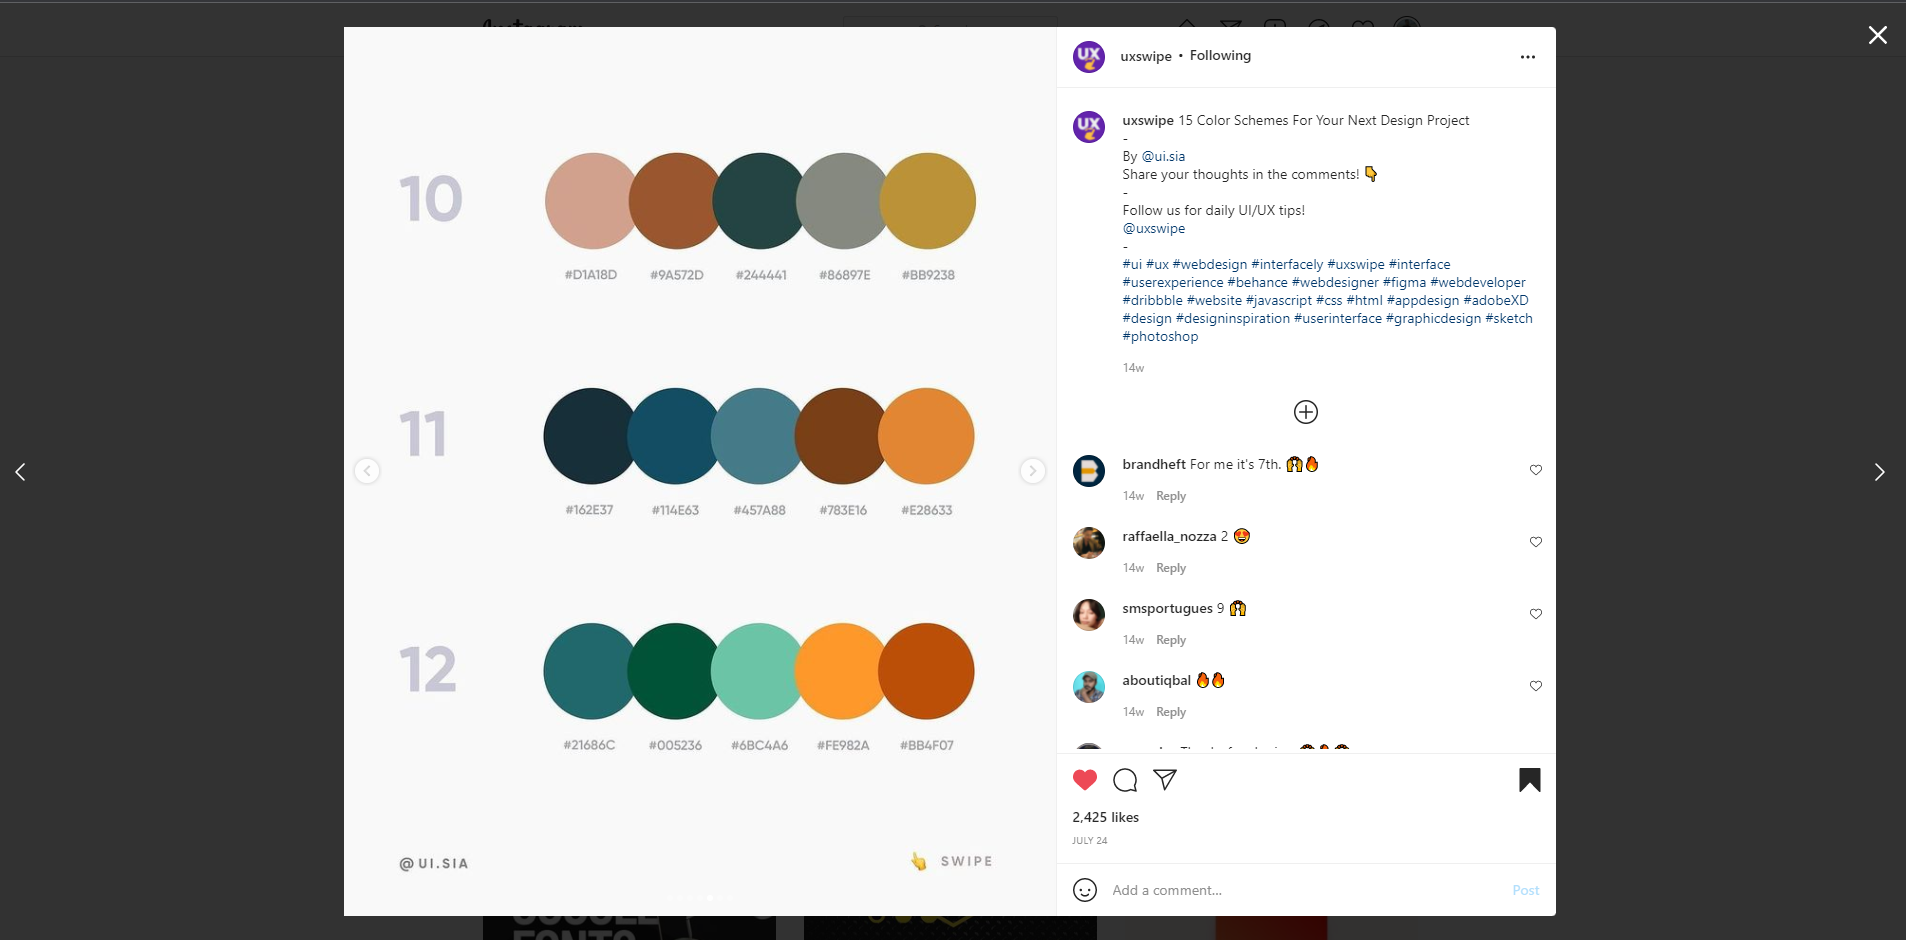 10
#D1A18D #9A572D #244441 #86897E #BB9238
11
#162E37 #114E63 #457A88 #783E16 #E28633
12
#21686C #005236 #6BC4A6 #FE982A #BB4F07
@UI.SIA
SWIPE
UX
uxswipe • Following
UX
uxswipe 15 Color Schemes For Your Next Design Project
-
By @ui.sia
Share your thoughts in the comments! 👇
-
Follow us for daily UI/UX tips!
@uxswipe
-
#ui #ux #webdesign #interfacely #uxswipe #interface
#userexperience #behance #webdesigner #figma #webdeveloper
#dribbble #website #javascript #css #html #appdesign #adobeXD
#design #designinspiration #userinterface #graphicdesign #sketch
#photoshop
14w
brandheft For me it's 7th. 🙌🔥
14w Reply
raffaella_nozza 2 😍
14w Reply
smsportugues 9 🙌
14w Reply
aboutiqbal 🔥🔥
14w Reply
2,425 likes
JULY 24
Add a comment...
Post